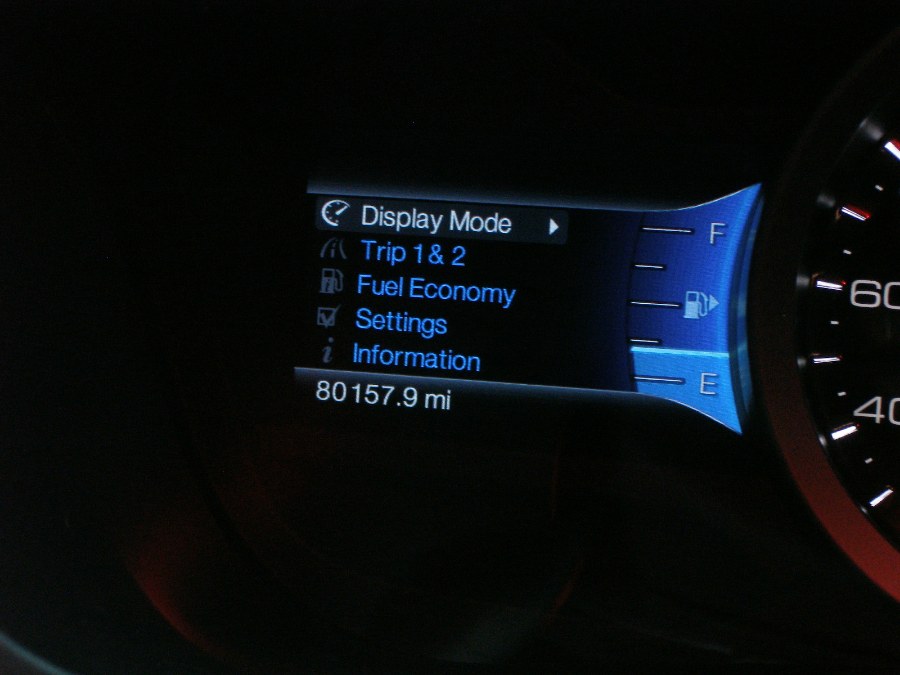 Display Mode
Trip 1 & 2
Fuel Economy
Settings
Information
80157.9 mi
F
E
60
40